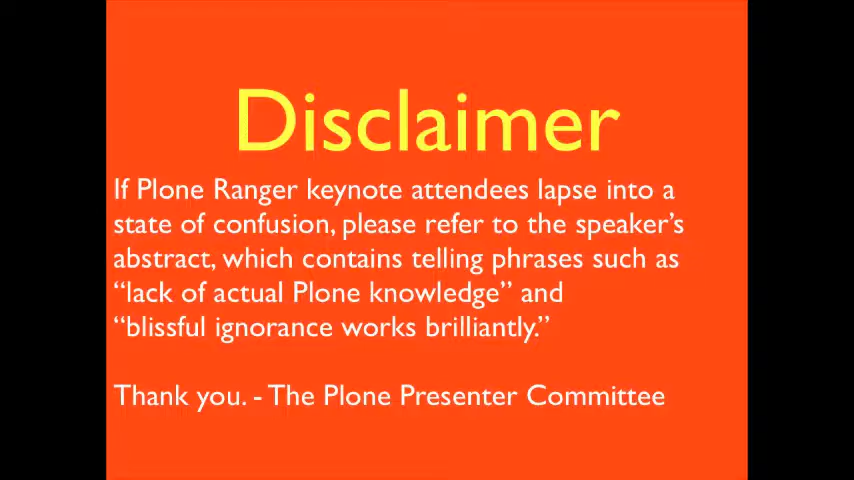 Disclaimer
If Plone Ranger keynote attendees lapse into a
state of confusion, please refer to the speaker’s
abstract, which contains telling phrases such as
“lack of actual Plone knowledge” and
“blissful ignorance works brilliantly.”
Thank you. - The Plone Presenter Committee